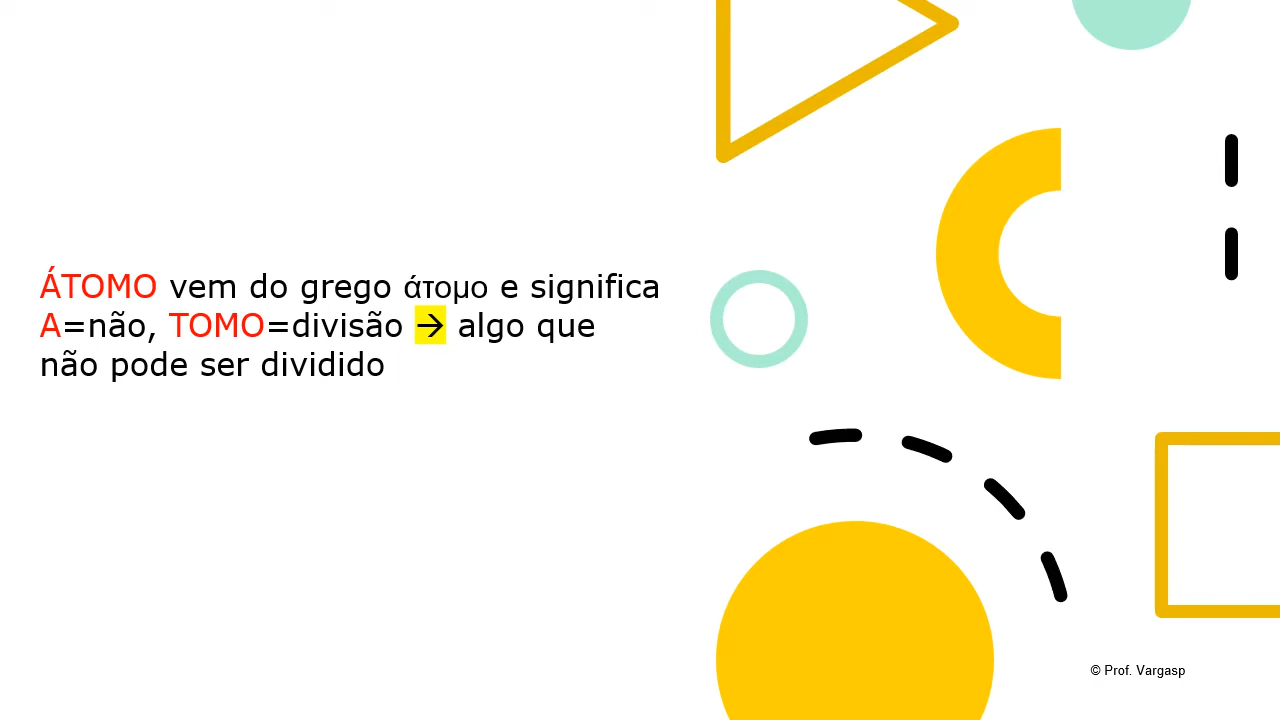 ÁTOMO vem do grego άτομο e significa
A=não, TOMO=divisão → algo que
não pode ser dividido
© Prof. Vargasp